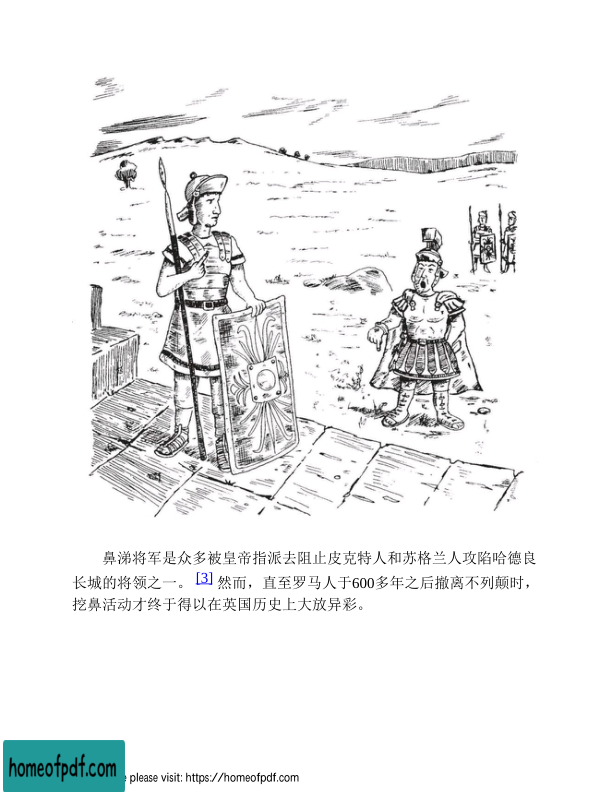 鼻涕将军是众多被皇帝指派去阻止皮克特人和苏格兰人攻陷哈德良
长城的将领之一。 [3] 然而，直至罗马人于600多年之后撤离不列颠时，
挖鼻活动才终于得以在英国历史上大放异彩。
homeofpdf.com
e please visit: https://homeofpdf.com